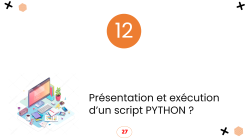 12
Présentation et exécution
d'un script PYTHON ?
27